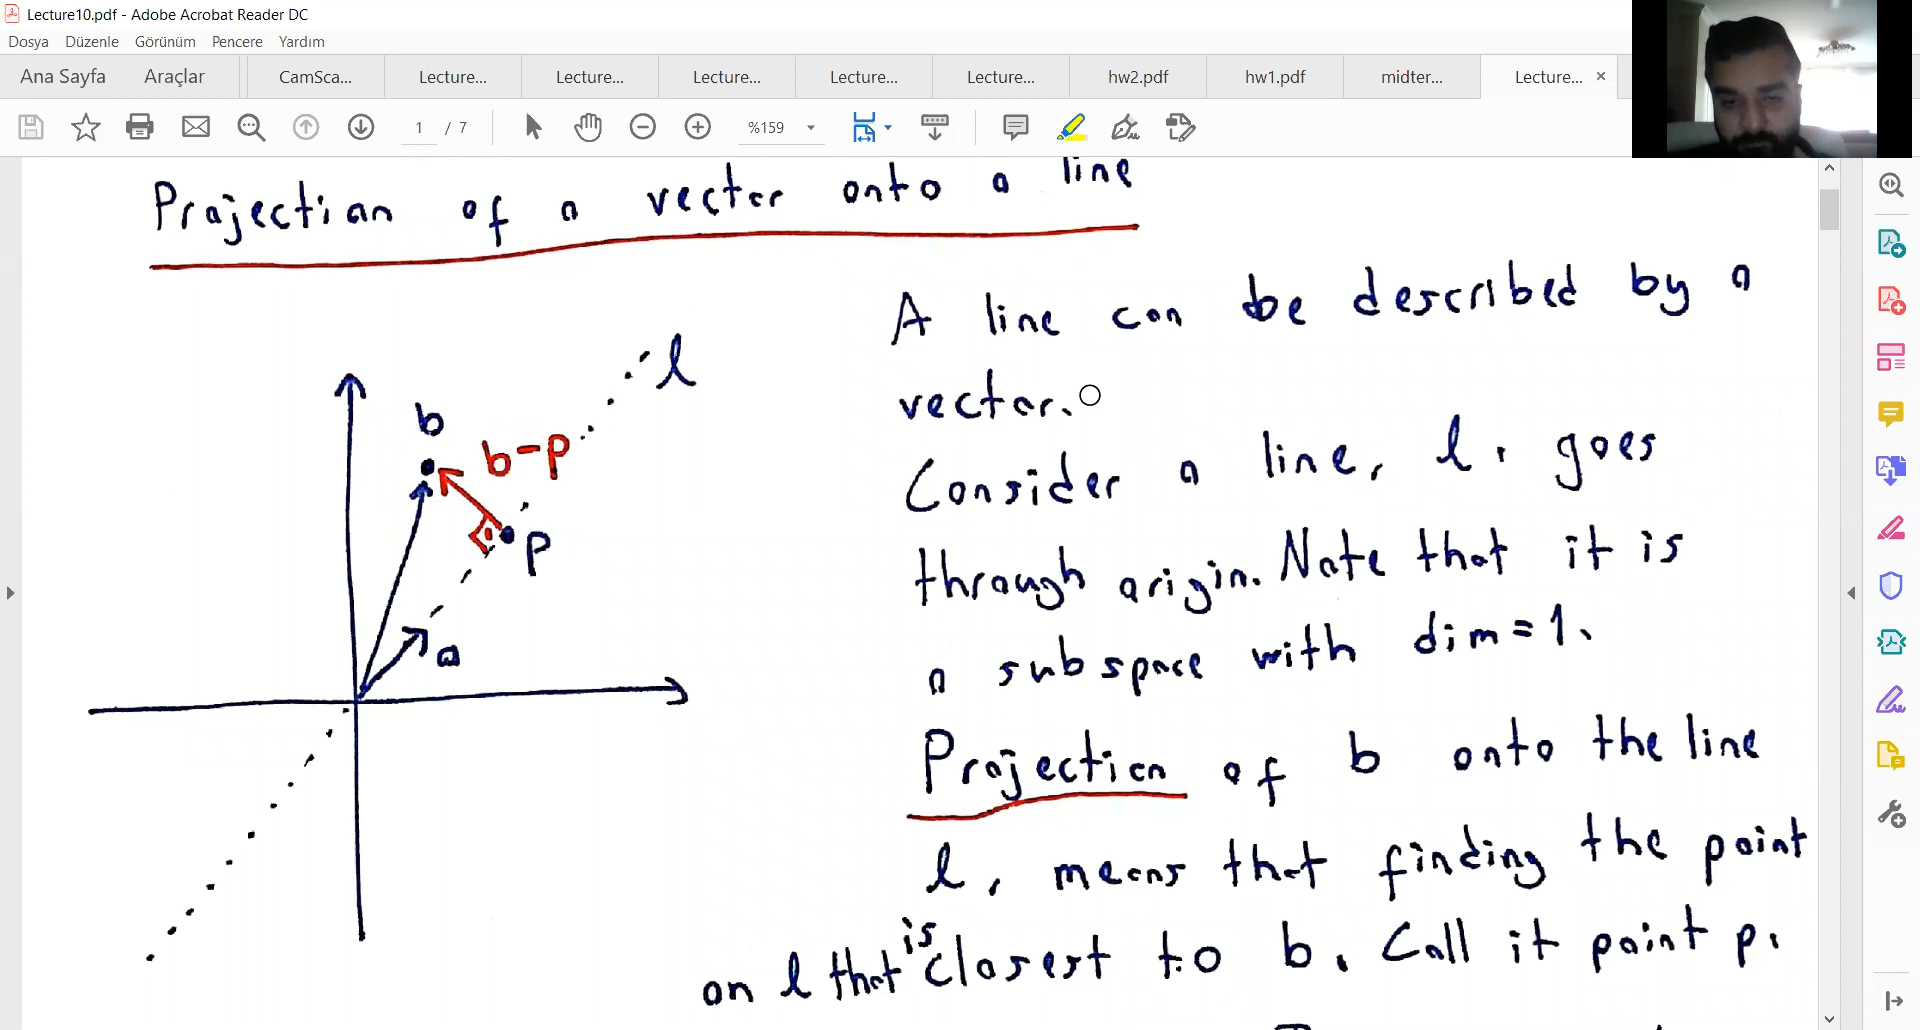 Lecture10.pdf - Adobe Acrobat Reader DC
Dosya Düzenle Görünüm Pencere Yardım
Ana Sayfa Araçlar CamSca... Lecture... Lecture... Lecture... Lecture... Lecture... hw2.pdf hw1.pdf midter... Lecture... ×
1 / 7 %159
Projection of a vector onto a line
A line can be described by a
vector.
Consider a line, l, goes
through origin. Note that it is
a subspace with dim=1.
Projection of b onto the line
l, means that finding the point
on l that is closest to b. Call it point p.
l
b
b-p
p
a